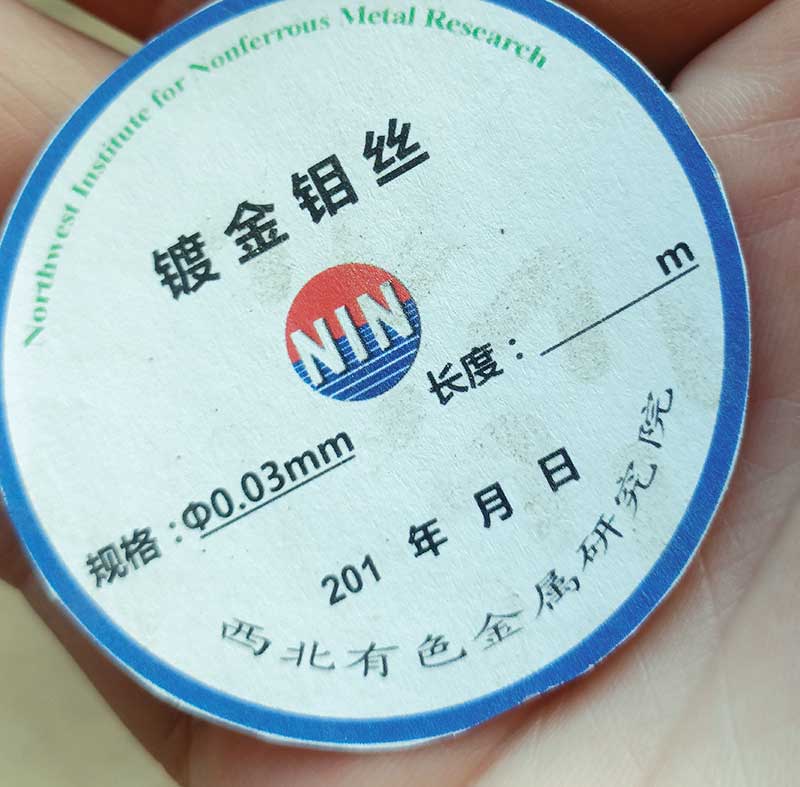 Northwest Institute for Nonferrous Metal Research
镀金钼丝
NIN
长度：______m
规格：Φ0.03mm
201 年 月 日
西北有色金属研究院